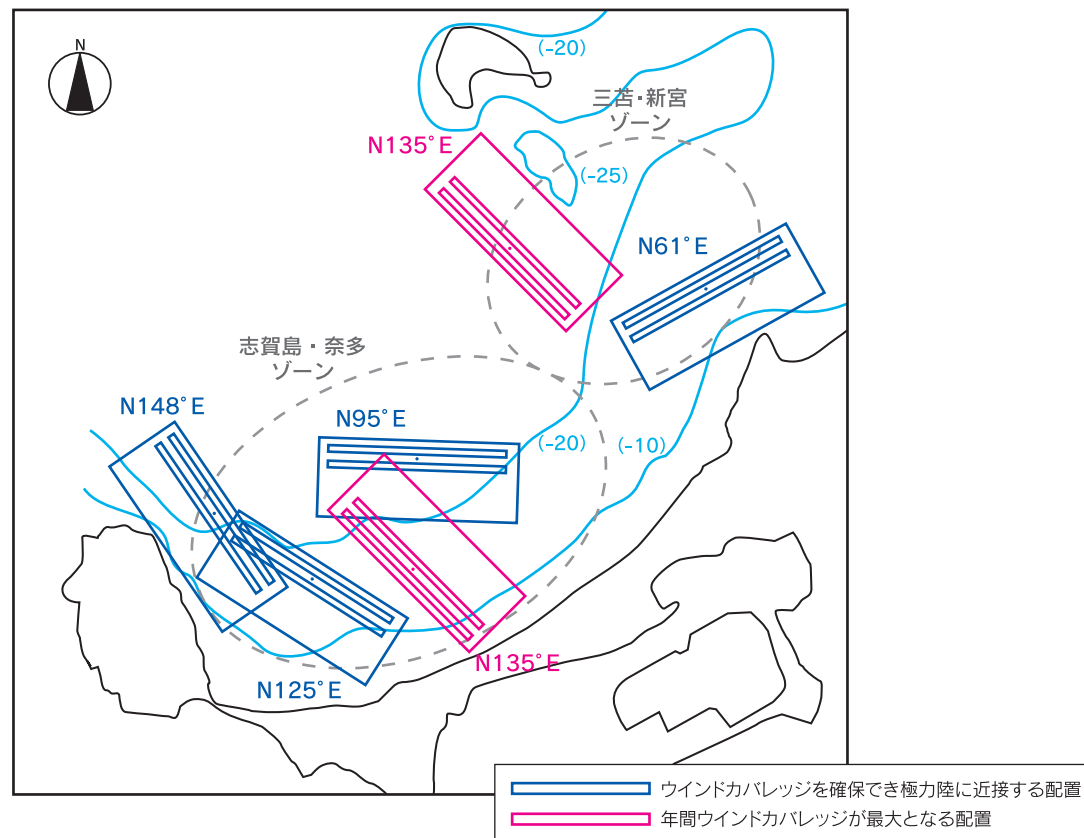 N
(-20)
三苫・新宮
ゾーン
N135°E
(-25)
N61°E
志賀島・奈多
ゾーン
N148°E
N95°E
(-20)
(-10)
N135°E
N125°E
ウインドカバレッジを確保でき極力陸に近接する配置
年間ウインドカバレッジが最大となる配置